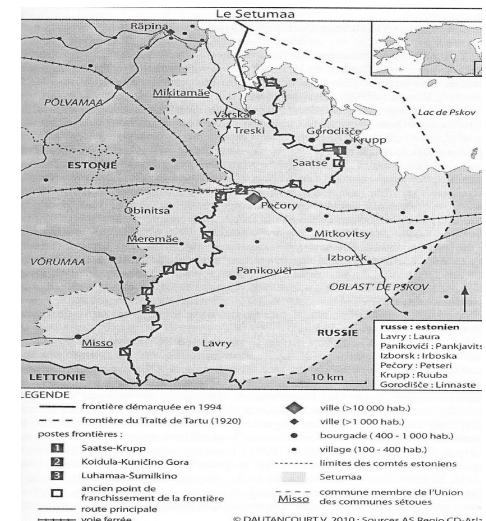 Le Setumaa
Räpina
Mikitamäe
PÕLVAMAA
Värska
Treski
Lac de Pskov
Gorodišče
Krupp
1
Saatse
ESTONIE
2
Pečory
Obinitsa
Mitkovitsy
Meremäe
Izborsk
VÕRUMAA
Panikoviči
OBLAST' DE PSKOV
3
Misso
Lavry
RUSSIE
LETTONIE
10 km
russe : estonien
Lavry : Laura
Panikoviči : Pankjavitsa
Izborsk : Irboska
Pečory : Petseri
Krupp : Ruuba
Gorodišče : Linnaste
LEGENDE
frontière démarquée en 1994
frontière du Traité de Tartu (1920)
postes frontières :
1 Saatse-Krupp
2 Koidula-Kuničino Gora
3 Luhamaa-Šumilkino
ancien point de
franchissement de la frontière
route principale
voie ferrée
ville (>10 000 hab.)
ville (>1 000 hab.)
bourgade ( 400 - 1 000 hab.)
village (100 - 400 hab.)
limites des comtés estoniens
Setumaa
Misso commune membre de l'Union
des communes sétoues
© DAUTANCOURT V. 2010 ; Sources AS Regio CD-Atlas